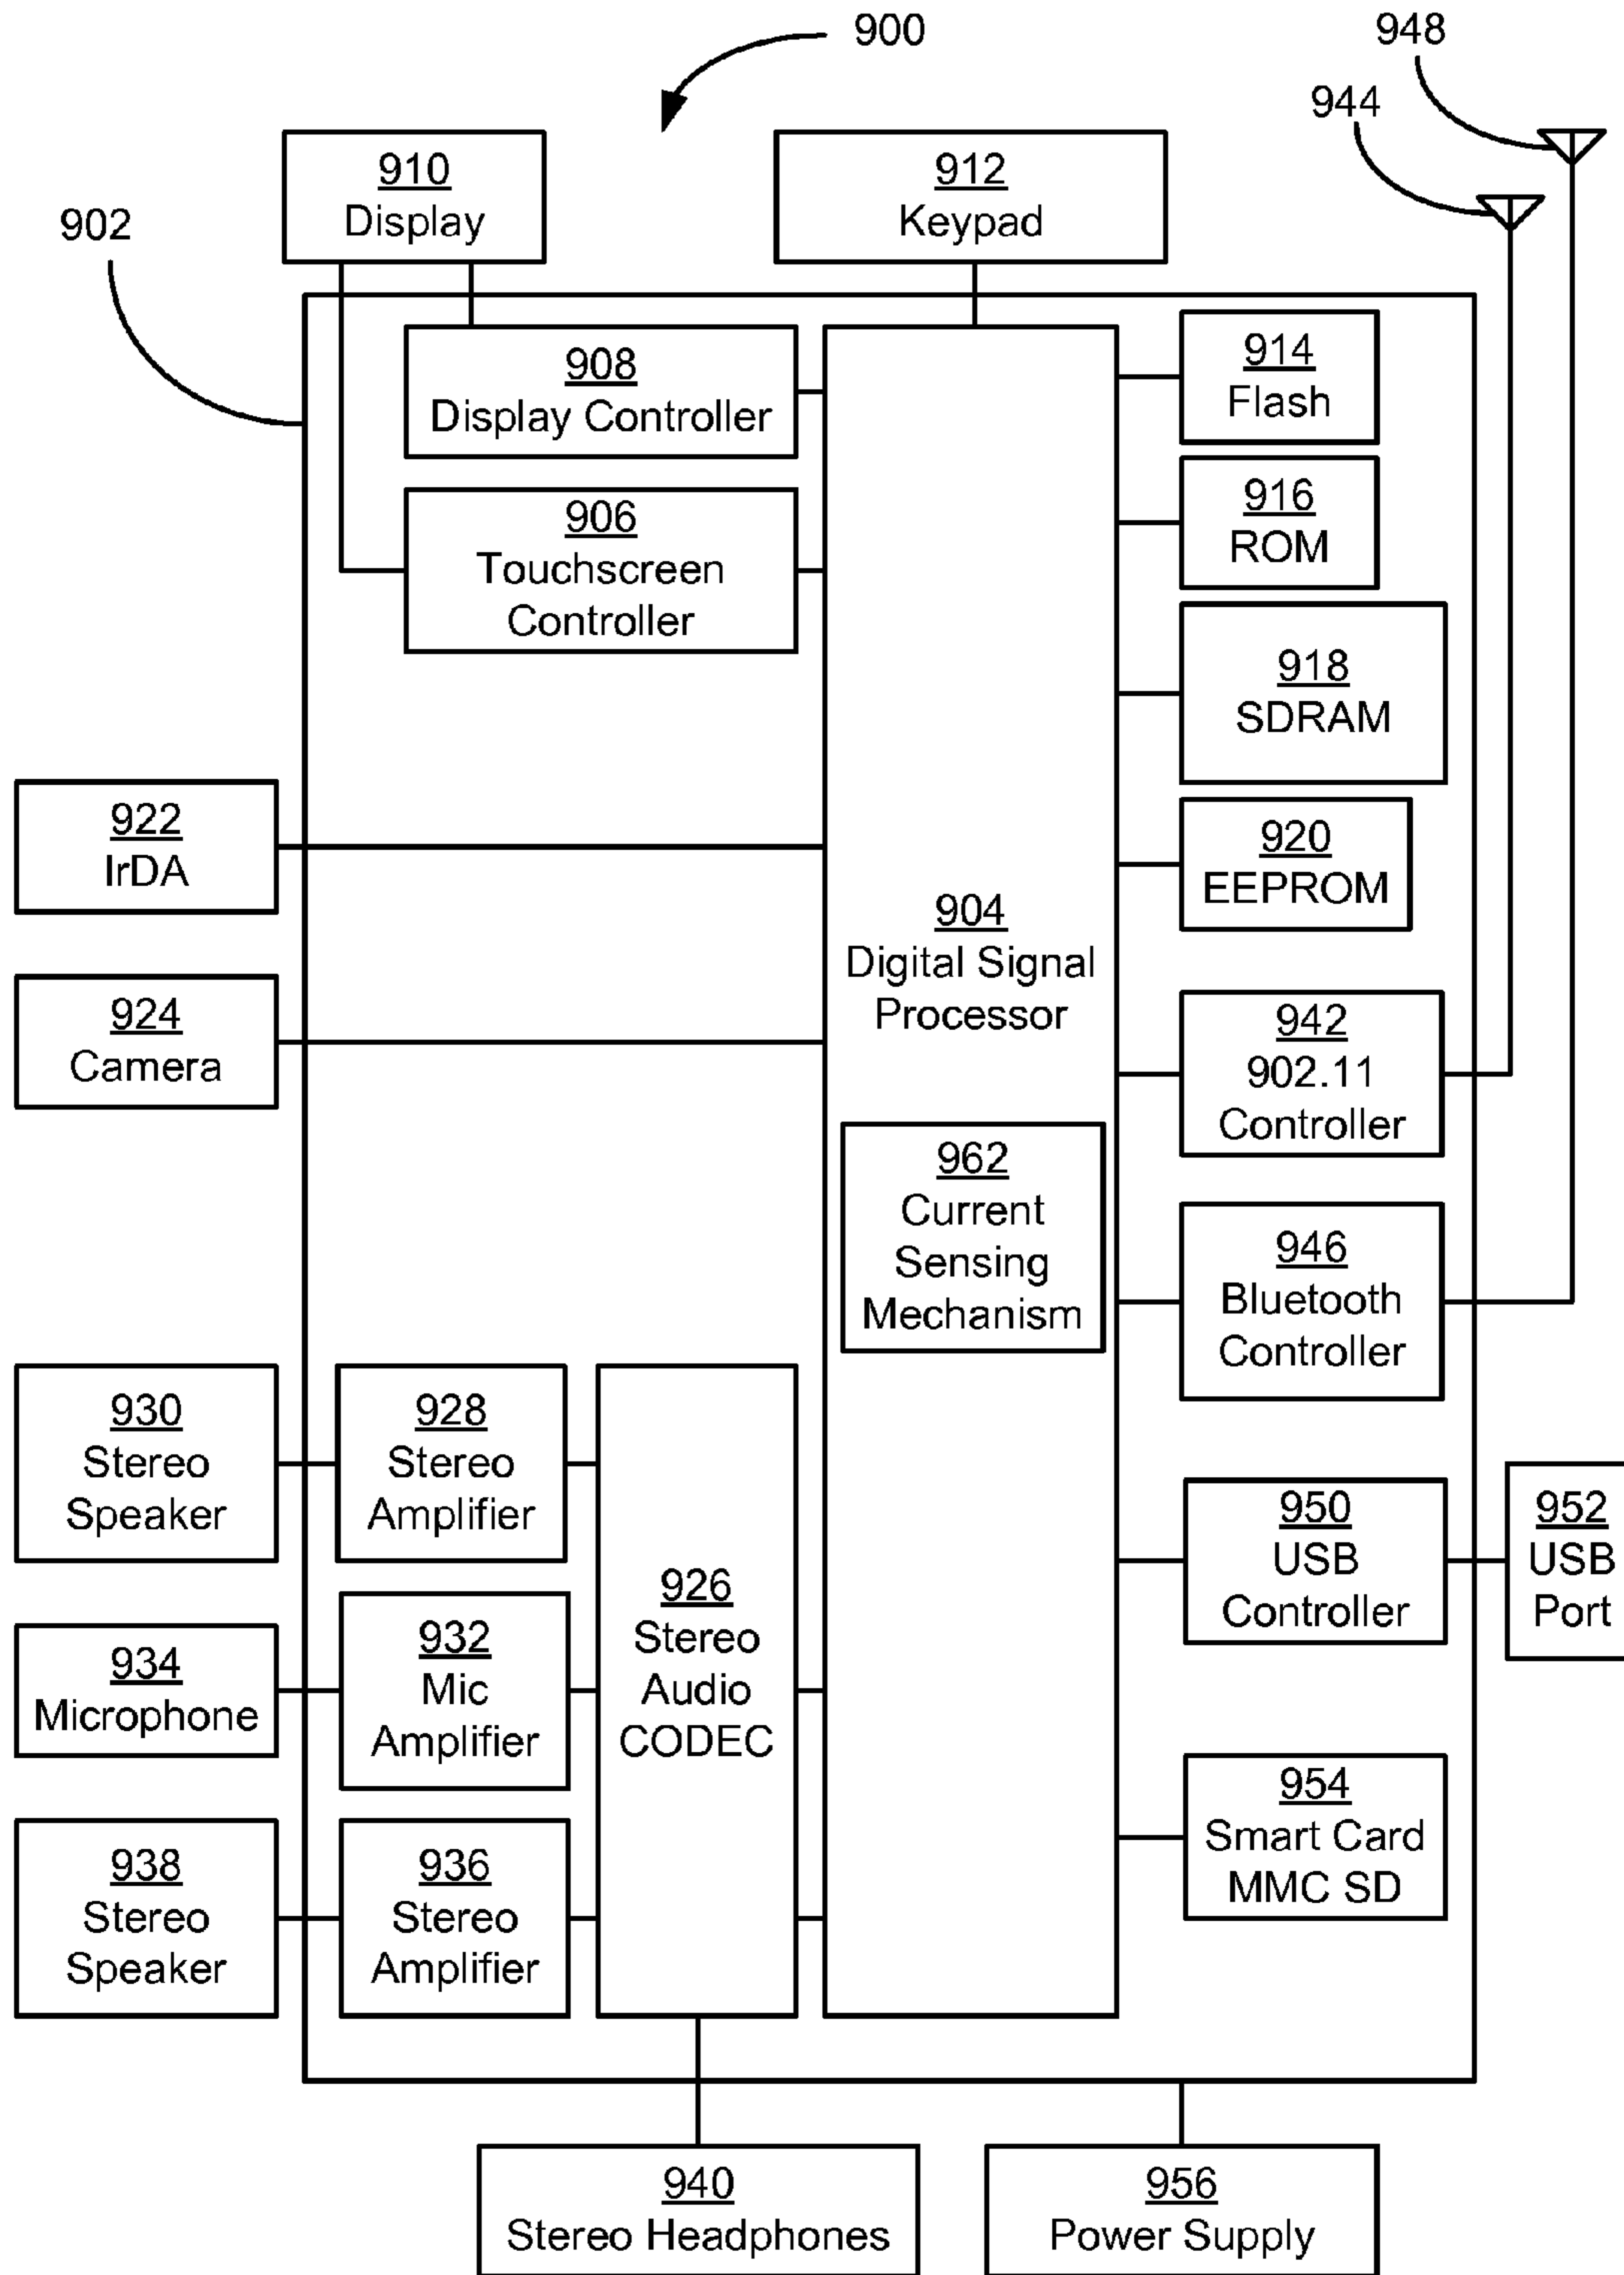 900
948
944
902
910
Display
912
Keypad
908
Display Controller
906
Touchscreen
Controller
914
Flash
916
ROM
918
SDRAM
920
EEPROM
922
IrDA
924
Camera
904
Digital Signal
Processor
962
Current
Sensing
Mechanism
942
902.11
Controller
946
Bluetooth
Controller
930
Stereo
Speaker
928
Stereo
Amplifier
926
Stereo
Audio
CODEC
950
USB
Controller
952
USB
Port
934
Microphone
932
Mic
Amplifier
938
Stereo
Speaker
936
Stereo
Amplifier
954
Smart Card
MMC SD
940
Stereo Headphones
956
Power Supply